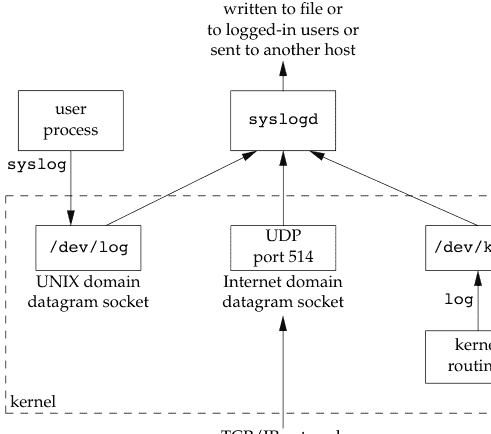 written to file or
to logged-in users or
sent to another host
user
process
syslogd
syslog
/dev/log
UDP
port 514
UNIX domain
datagram socket
Internet domain
datagram socket
log
kernel